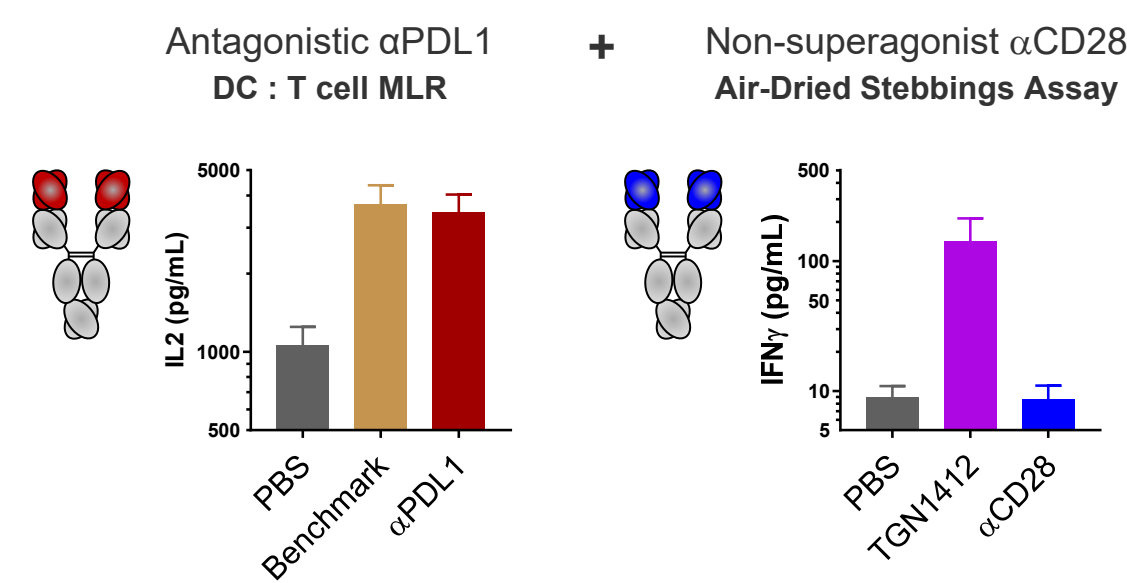 Antagonistic αPDL1
DC : T cell MLR
+
Non-superagonist αCD28
Air-Dried Stebbings Assay
IL2 (pg/mL)
5000
1000
500
PBS
Benchmark
αPDL1
IFNγ (pg/mL)
500
100
50
10
5
PBS
TGN1412
αCD28